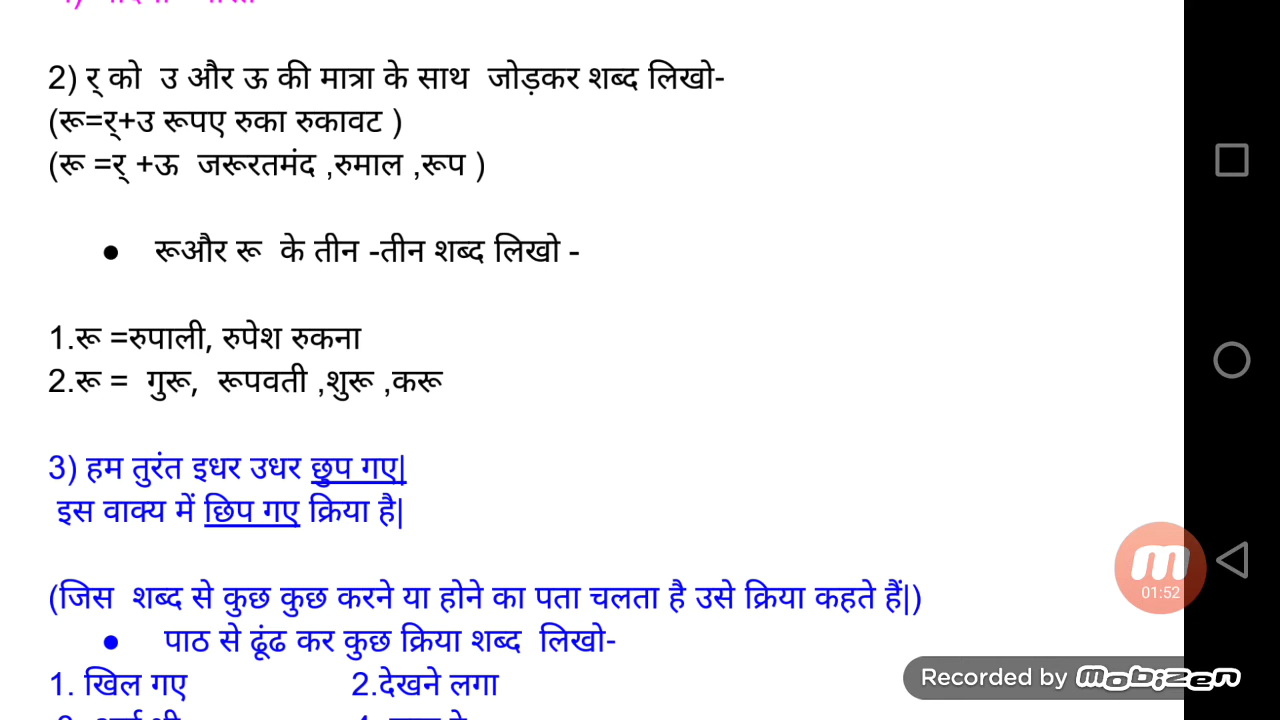 2) र् को उ और ऊ की मात्रा के साथ जोड़कर शब्द लिखो-
(रू=र्+उ रूपए रुका रुकावट )
(रू =र् +ऊ जरूरतमंद ,रुमाल ,रूप )
● रूऔर रू के तीन -तीन शब्द लिखो -
1.रू =रुपाली, रुपेश रुकना
2.रू = गुरू, रूपवती ,शुरू ,करू
3) हम तुरंत इधर उधर छुप गए|
इस वाक्य में छिप गए क्रिया है|
(जिस शब्द से कुछ कुछ करने या होने का पता चलता है उसे क्रिया कहते हैं|)
● पाठ से ढूंढ कर कुछ क्रिया शब्द लिखो-
1. खिल गए 2.देखने लगा
01:52
Recorded by mobizen